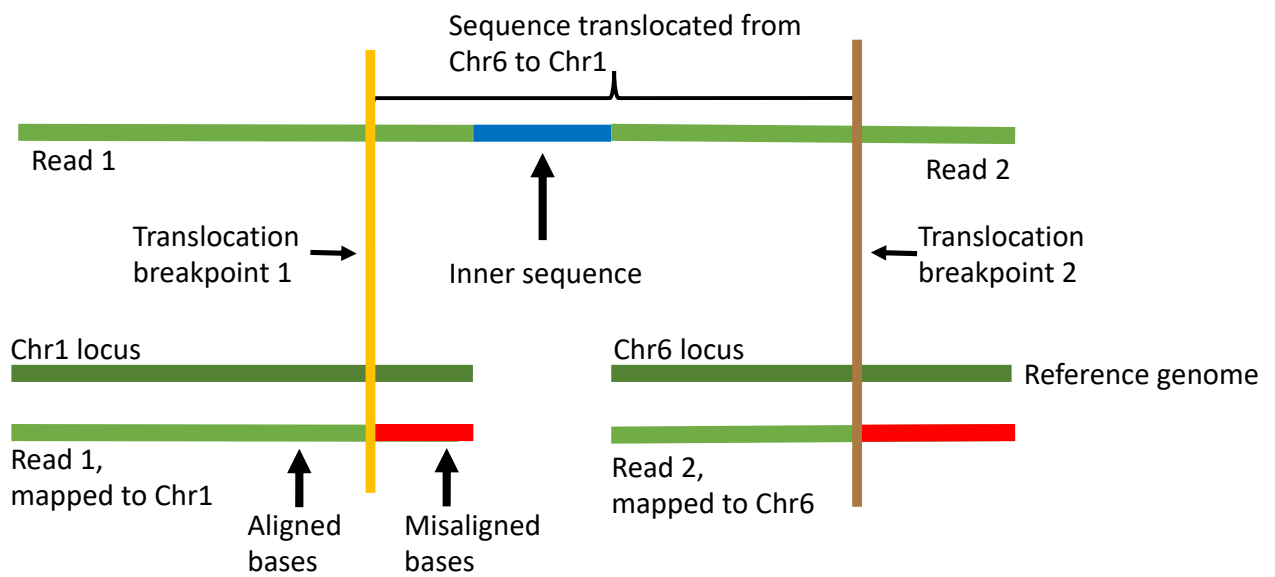 Sequence translocated from
Chr6 to Chr1
Read 1
Read 2
Translocation
breakpoint 1
Inner sequence
Translocation
breakpoint 2
Chr1 locus
Chr6 locus
Reference genome
Read 1,
mapped to Chr1
Read 2,
mapped to Chr6
Aligned
bases
Misaligned
bases